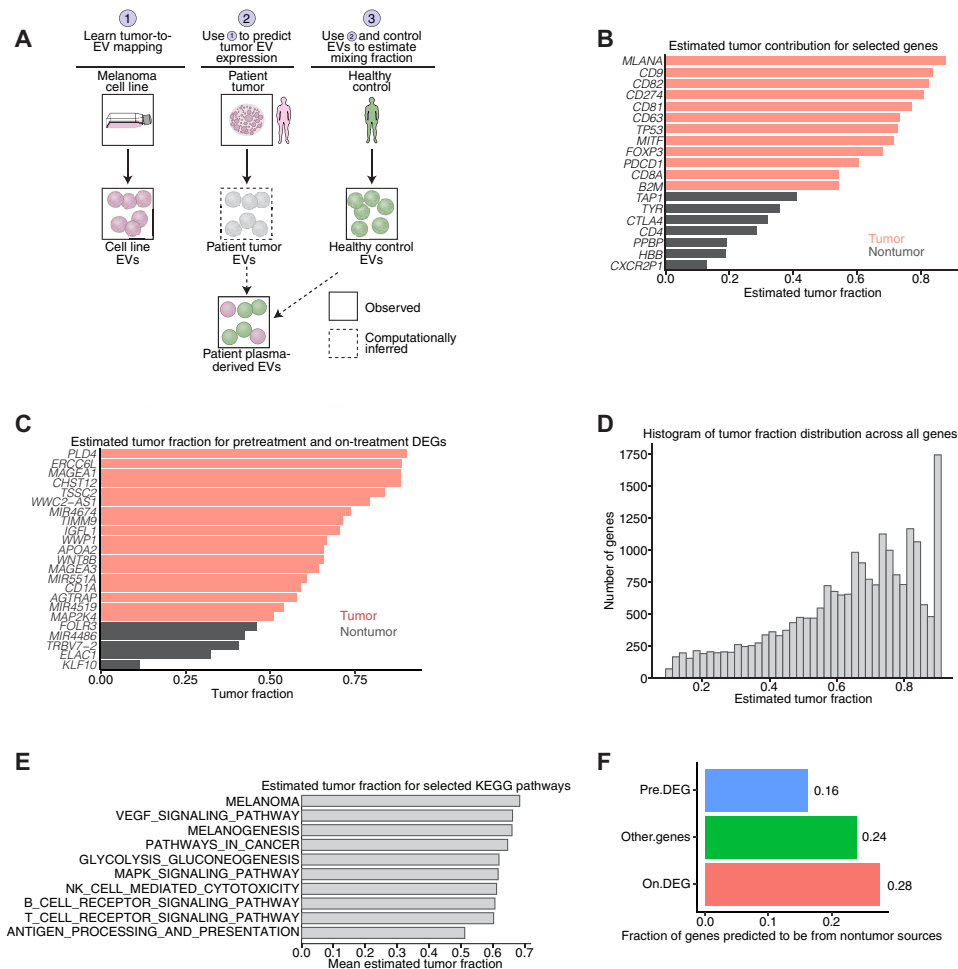 A
1
2
3
Learn tumor-to-
EV mapping
Use 1 to predict
tumor EV
expression
Use 2 and control
EVs to estimate
mixing fraction
Melanoma
cell line
Patient
tumor
Healthy
control
Cell line
EVs
Patient tumor
EVs
Healthy control
EVs
Observed
Computationally
inferred
Patient plasma-
derived EVs
B
Estimated tumor contribution for selected genes
MLANA
CD9
CD82
CD274
CD81
CD63
TP53
MITF
FOXP3
PDCD1
CD8A
B2M
TAP1
TYR
CTLA4
CD4
PPBP
HBB
CXCR2P1
Tumor
Nontumor
0.0 0.2 0.4 0.6 0.8
Estimated tumor fraction
C
Estimated tumor fraction for pretreatment and on-treatment DEGs
PLD4
ERCC6L
MAGEA1
CHST12
TSSC2
WWC2−AS1
MIR4674
TIMM9
IGFL1
WWP1
APOA2
WNT8B
MAGEA3
MIR551A
CD1A
AGTRAP
MIR4519
MAP2K4
FOLR3
MIR4486
TRBV7−2
ELAC1
KLF10
Tumor
Nontumor
0.00 0.25 0.50 0.75
Tumor fraction
D
Histogram of tumor fraction distribution across all genes
Number of genes
1750
1500
1250
1000
750
500
250
0
0.2 0.4 0.6 0.8
Estimated tumor fraction
E
Estimated tumor fraction for selected KEGG pathways
MELANOMA
VEGF_SIGNALING_PATHWAY
MELANOGENESIS
PATHWAYS_IN_CANCER
GLYCOLYSIS_GLUCONEOGENESIS
MAPK_SIGNALING_PATHWAY
NK_CELL_MEDIATED_CYTOTOXICITY
B_CELL_RECEPTOR_SIGNALING_PATHWAY
T_CELL_RECEPTOR_SIGNALING_PATHWAY
ANTIGEN_PROCESSING_AND_PRESENTATION
0.0 0.1 0.2 0.3 0.4 0.5 0.6 0.7
Mean estimated tumor fraction
F
Pre.DEG
0.16
Other.genes
0.24
On.DEG
0.28
0.0 0.1 0.2
Fraction of genes predicted to be from nontumor sources